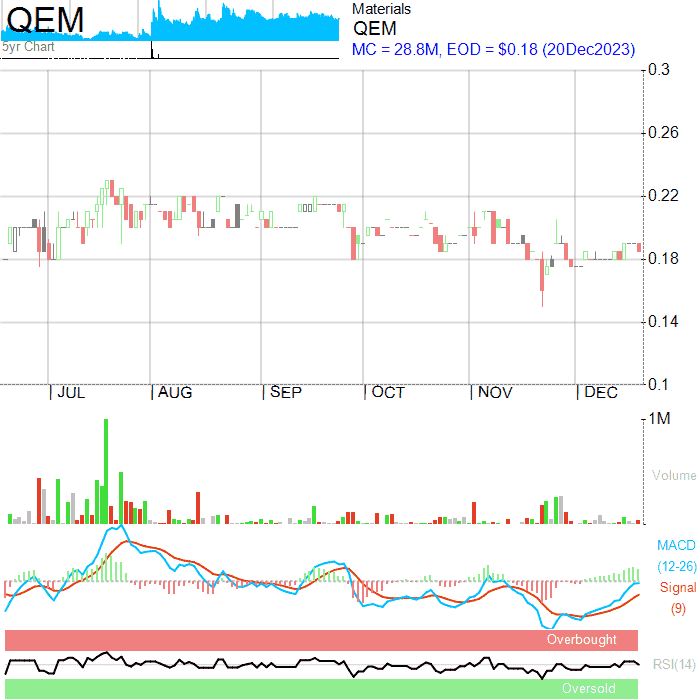 QEM
5yr Chart
Materials
QEM
MC = 28.8M, EOD = $0.18 (20Dec2023)
0.3
0.26
0.22
0.18
0.14
0.1
JUL AUG SEP OCT NOV DEC
1M
Volume
MACD
(12-26)
Signal
(9)
Overbought
RSI(14)
Oversold